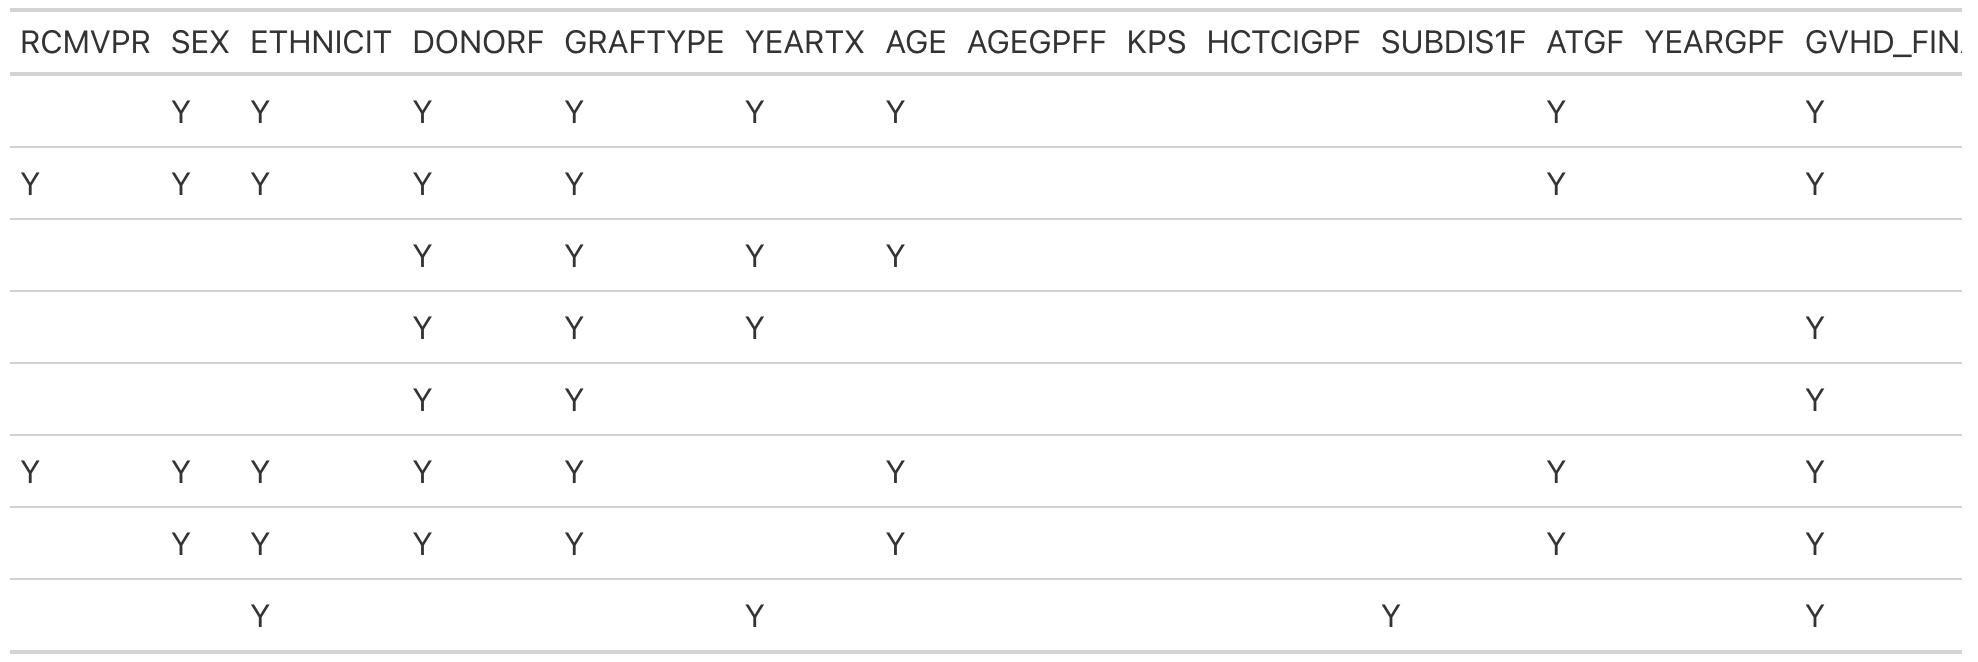 RCMVPR SEX ETHNICIT DONORF GRAFTYPE YEARTX AGE AGEGPFF KPS HCTCIGPF SUBDIS1F ATGF YEARGPF GVHD_FIN
Y Y Y Y Y Y Y Y
Y Y Y Y Y Y Y
Y Y Y Y
Y Y Y Y
Y Y Y
Y Y Y Y Y Y Y Y
Y Y Y Y Y Y Y
Y Y Y Y